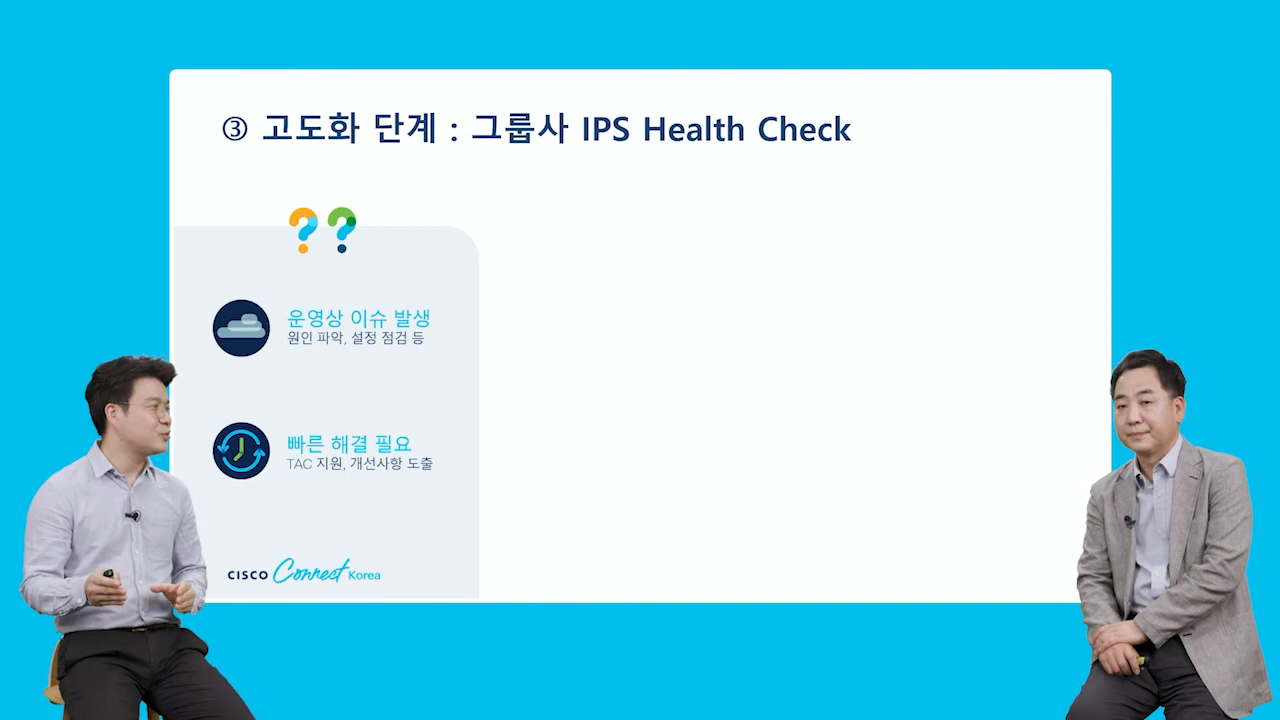 ③ 고도화 단계 : 그룹사 IPS Health Check
운영상 이슈 발생
원인 파악, 설정 점검 등
빠른 해결 필요
TAC 지원, 개선사항 도출
CISCO Connect Korea